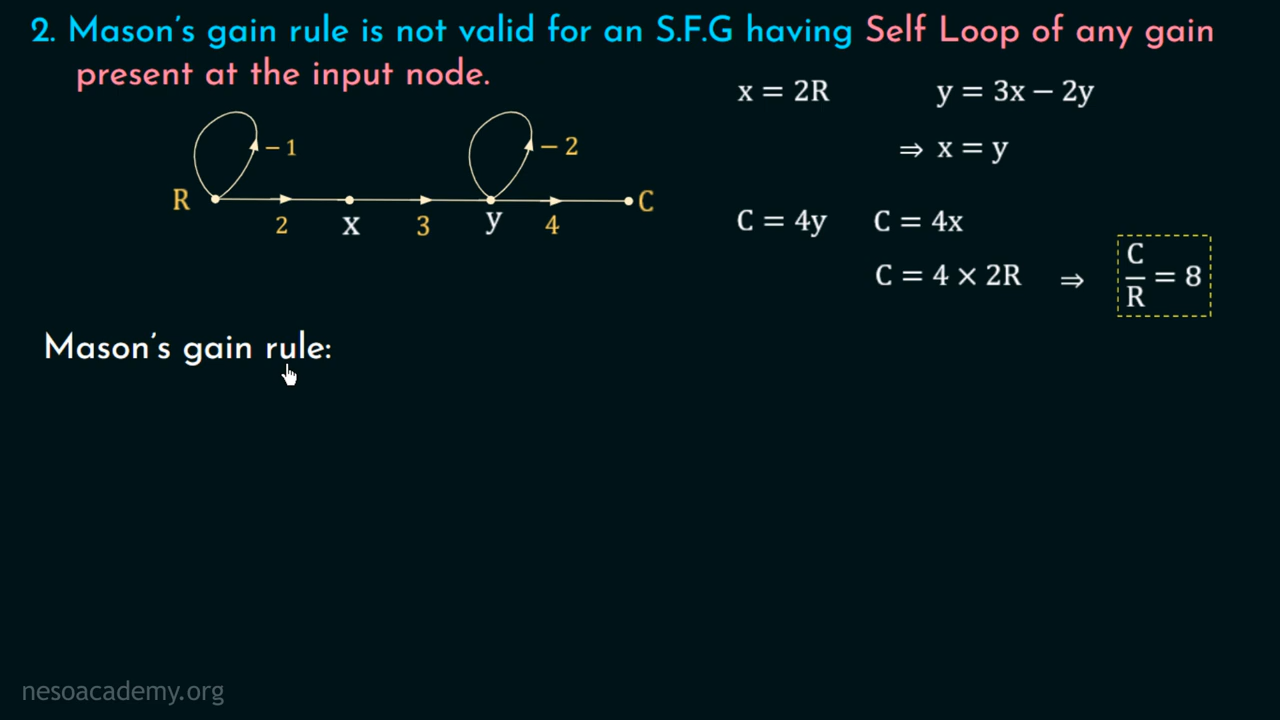 2. Mason's gain rule is not valid for an S.F.G having Self Loop of any gain
present at the input node.
x = 2R
y = 3x − 2y
⇒ x = y
− 1
− 2
R
2
x
3
y
4
C
C = 4y
C = 4x
C = 4 × 2R ⇒
C
R
= 8
Mason's gain rule:
nesoacademy.org